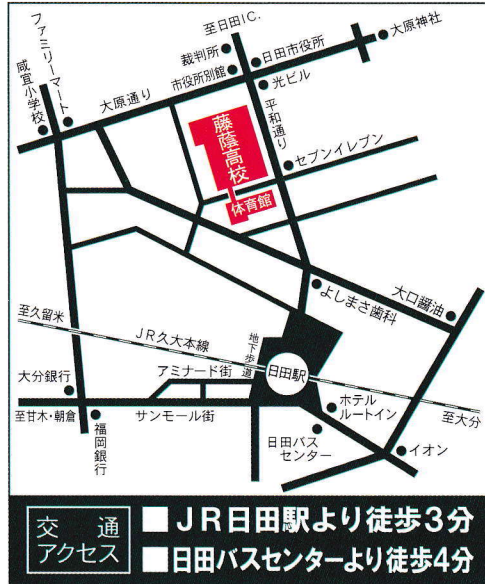 至日田IC.
大原神社
裁判所
日田市役所
ファミリーマート
市役所別館
咸宜小学校
大原通り
光ビル
平和通り
藤蔭高校
セブンイレブン
体育館
よしまさ歯科
大口醤油
至久留米
JR久大本線
地下歩道
大分銀行
アミナード街
日田駅
至甘木・朝倉
サンモール街
ホテル
ルートイン
至大分
福岡銀行
日田バス
センター
イオン
交通
アクセス
■JR日田駅より徒歩3分
■日田バスセンターより徒歩4分